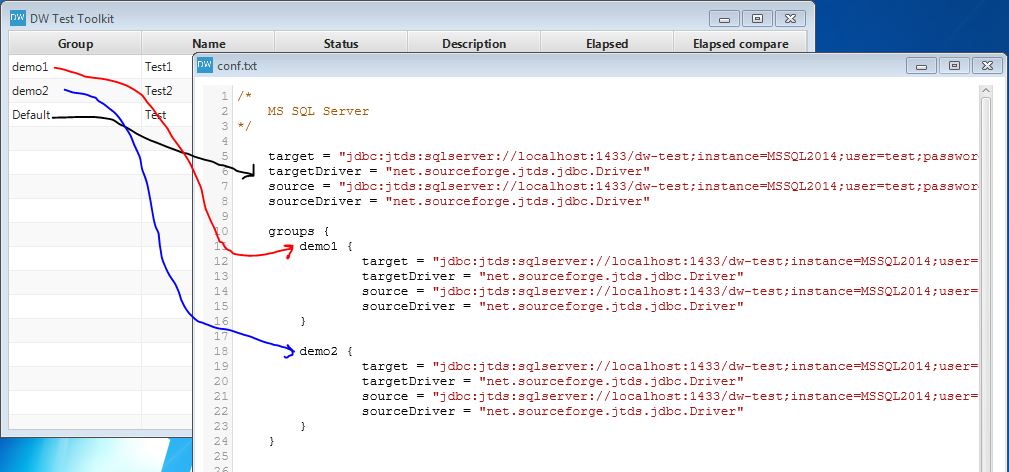 DW DW Test Toolkit
Group Name Status Description Elapsed Elapsed compare
demo1 Test1
demo2 Test2
Default Test
DW conf.txt
1 /*
2 MS SQL Server
3 */
4
5 target = "jdbc:jtds:sqlserver://localhost:1433/dw-test;instance=MSSQL2014;user=test;passwor
6 targetDriver = "net.sourceforge.jtds.jdbc.Driver"
7 source = "jdbc:jtds:sqlserver://localhost:1433/dw-test;instance=MSSQL2014;user=test;passwor
8 sourceDriver = "net.sourceforge.jtds.jdbc.Driver"
9
10 groups {
11 demo1 {
12 target = "jdbc:jtds:sqlserver://localhost:1433/dw-test;instance=MSSQL2014;user=
13 targetDriver = "net.sourceforge.jtds.jdbc.Driver"
14 source = "jdbc:jtds:sqlserver://localhost:1433/dw-test;instance=MSSQL2014;user=
15 sourceDriver = "net.sourceforge.jtds.jdbc.Driver"
16 }
17
18 demo2 {
19 target = "jdbc:jtds:sqlserver://localhost:1433/dw-test;instance=MSSQL2014;user=
20 targetDriver = "net.sourceforge.jtds.jdbc.Driver"
21 source = "jdbc:jtds:sqlserver://localhost:1433/dw-test;instance=MSSQL2014;user=
22 sourceDriver = "net.sourceforge.jtds.jdbc.Driver"
23 }
24 }
25
26